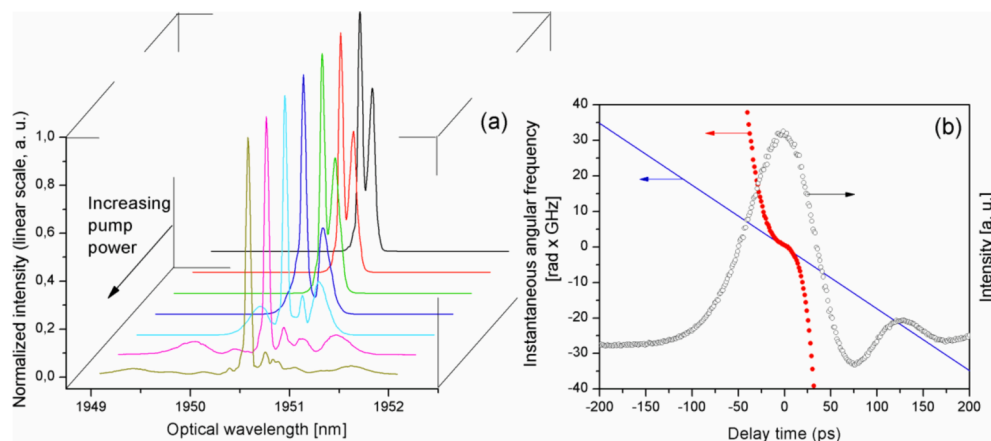 (a)
Normalized intensity (linear scale, a. u.)
1,0
0,8
0,6
0,4
0,2
0,0
Increasing
pump
power
1949
1950
1951
1952
Optical wavelength [nm]
(b)
Instantaneous angular frequency
[rad x GHz]
40
30
20
10
0
-10
-20
-30
-40
-200
-150
-100
-50
0
50
100
150
200
Delay time (ps)
Intensity [a. u.]